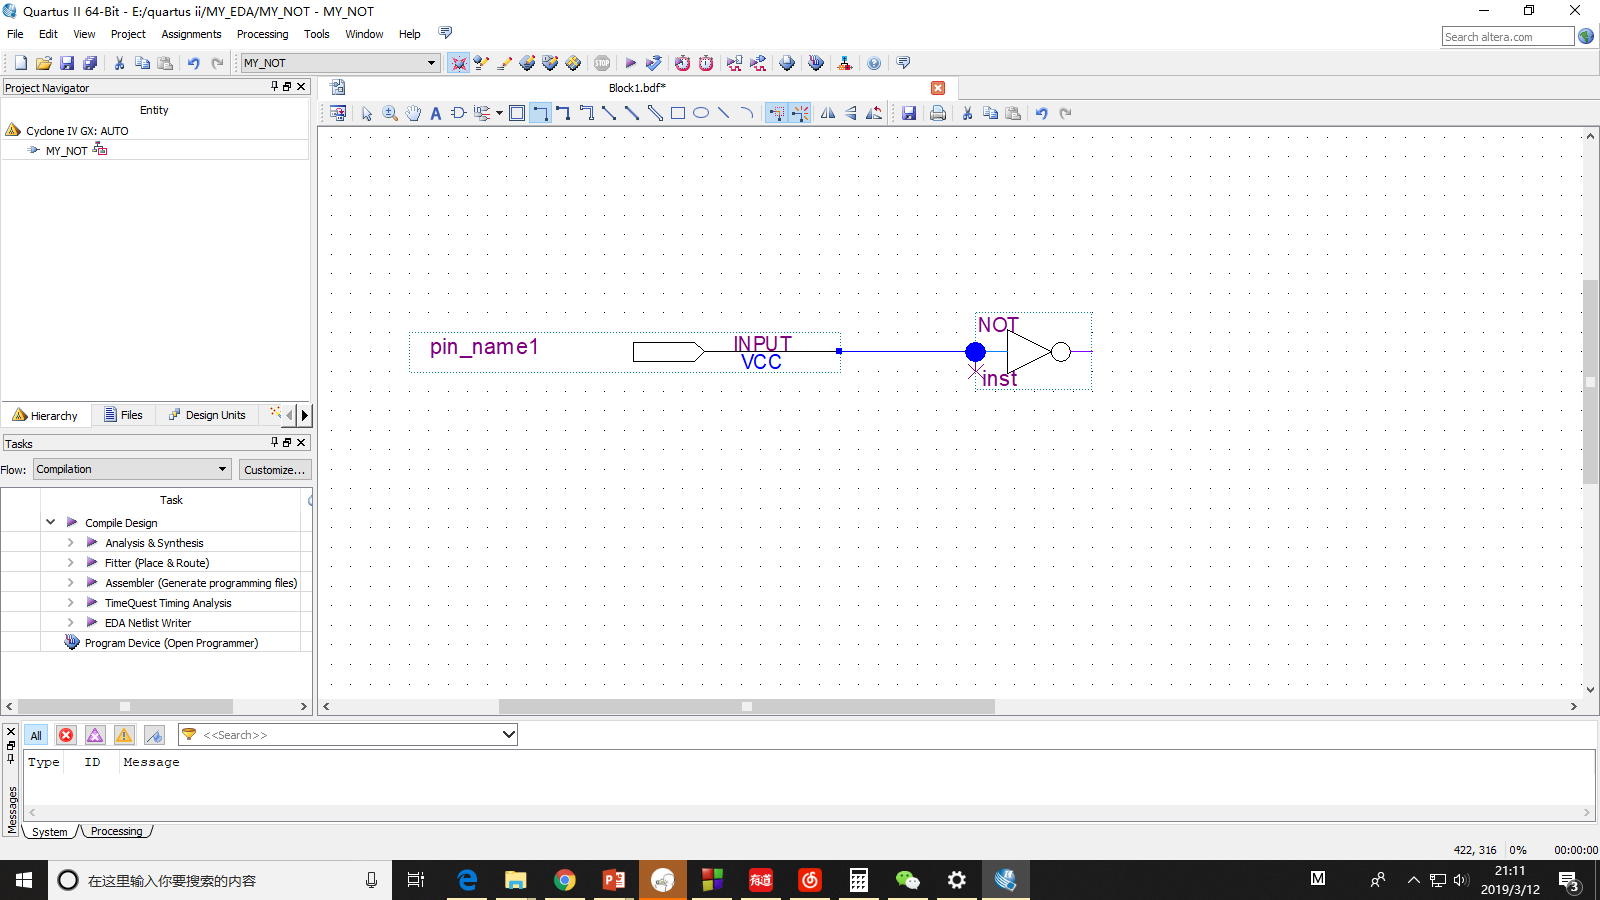 Quartus II 64-Bit - E:/quartus ii/MY_EDA/MY_NOT - MY_NOT
File Edit View Project Assignments Processing Tools Window Help
Search altera.com
MY_NOT
Project Navigator
Block1.bdf*
Entity
Cyclone IV GX: AUTO
MY_NOT
pin_name1
INPUT
VCC
NOT
inst
Hierarchy Files Design Units
Tasks
Flow: Compilation Customize...
Task
Compile Design
Analysis & Synthesis
Fitter (Place & Route)
Assembler (Generate programming files)
TimeQuest Timing Analysis
EDA Netlist Writer
Program Device (Open Programmer)
All <<Search>>
Type ID Message
Messages
System Processing
422, 316 0% 00:00:00
在这里输入你要搜索的内容
有道
M
21:11
2019/3/12
3